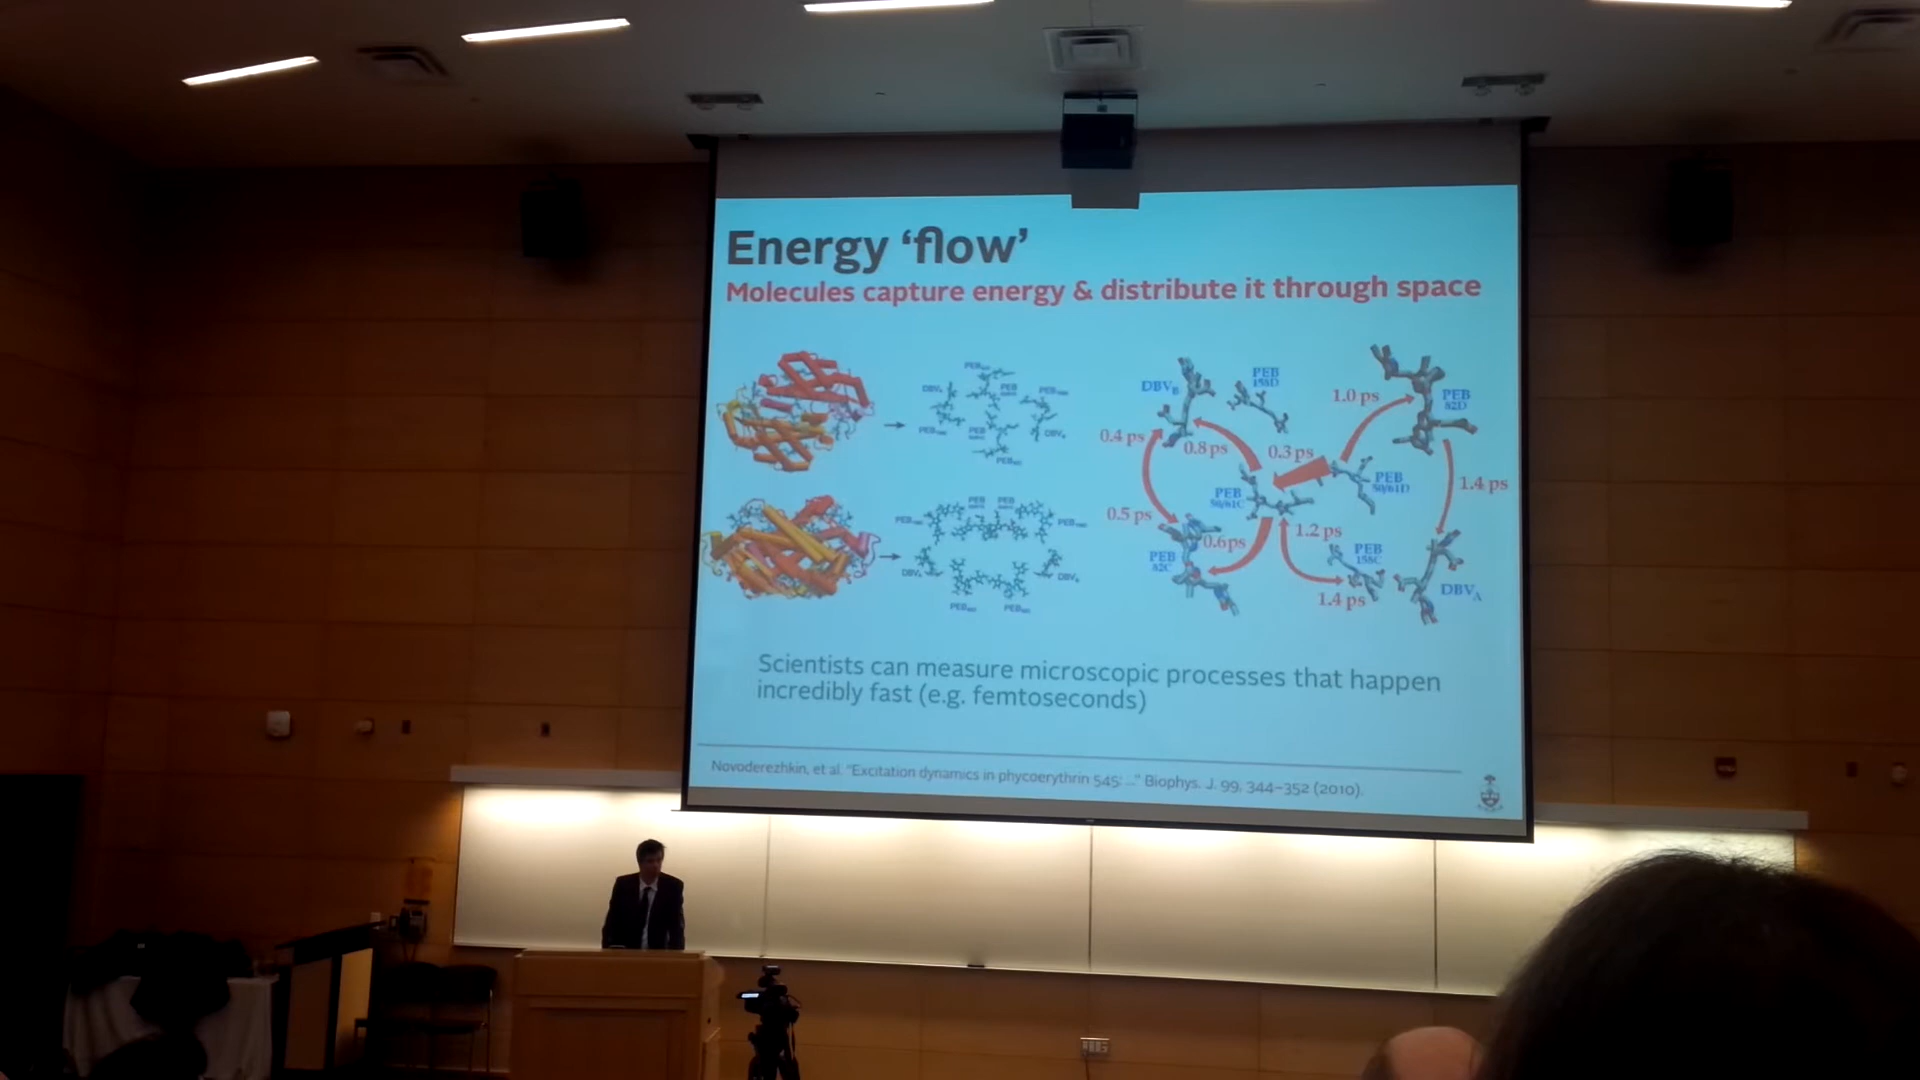 Energy ‘flow’
Molecules capture energy & distribute it through space
DBV_B
PEB
158D
1.0 ps
PEB
82D
0.4 ps
0.8 ps
0.3 ps
PEB
50/61D
1.4 ps
PEB
50/61C
0.5 ps
0.6 ps
1.2 ps
PEB
82C
PEB
158C
1.4 ps
DBV_A
Scientists can measure microscopic processes that happen
incredibly fast (e.g. femtoseconds)
Novoderezhkin, et al. “Excitation dynamics in phycoerythrin 545: ...” Biophys. J. 99, 344–352 (2010).